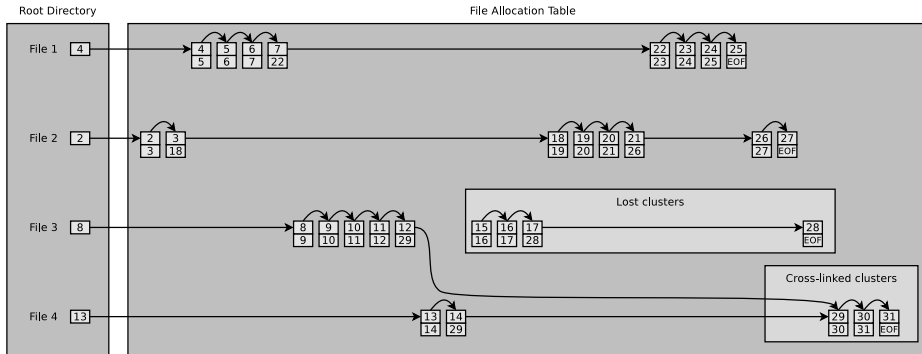 Root Directory
File Allocation Table
File 1 4 4 5 6 7 22 23 24 25
5 6 7 22 23 24 25 EOF
File 2 2 2 3 18 19 20 21 26 27
3 18 19 20 21 26 27 EOF
Lost clusters
File 3 8 8 9 10 11 12 15 16 17 28
9 10 11 12 29 16 17 28 EOF
Cross-linked clusters
File 4 13 13 14 29 30 31
14 29 30 31 EOF